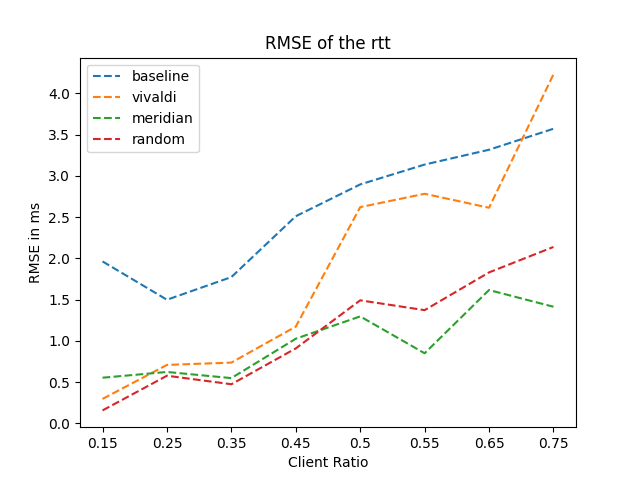 RMSE of the rtt
baseline
vivaldi
meridian
random
RMSE in ms
4.0
3.5
3.0
2.5
2.0
1.5
1.0
0.5
0.0
0.15 0.25 0.35 0.45 0.5 0.55 0.65 0.75
Client Ratio